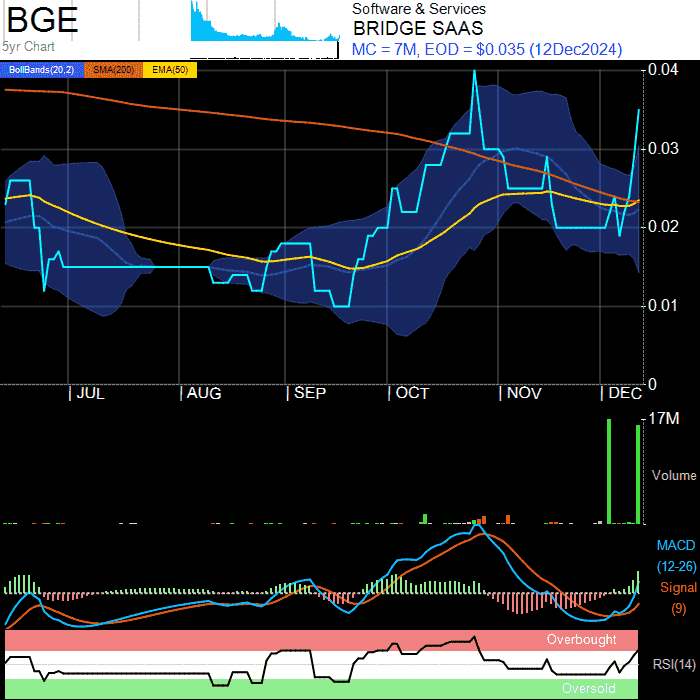 BGE
5yr Chart
Software & Services
BRIDGE SAAS
MC = 7M, EOD = $0.035 (12Dec2024)
BollBands(20,2) SMA(200) EMA(50)
0.04
0.03
0.02
0.01
0
JUL AUG SEP OCT NOV DEC
17M
Volume
MACD
(12-26)
Signal
(9)
Overbought
RSI(14)
Oversold